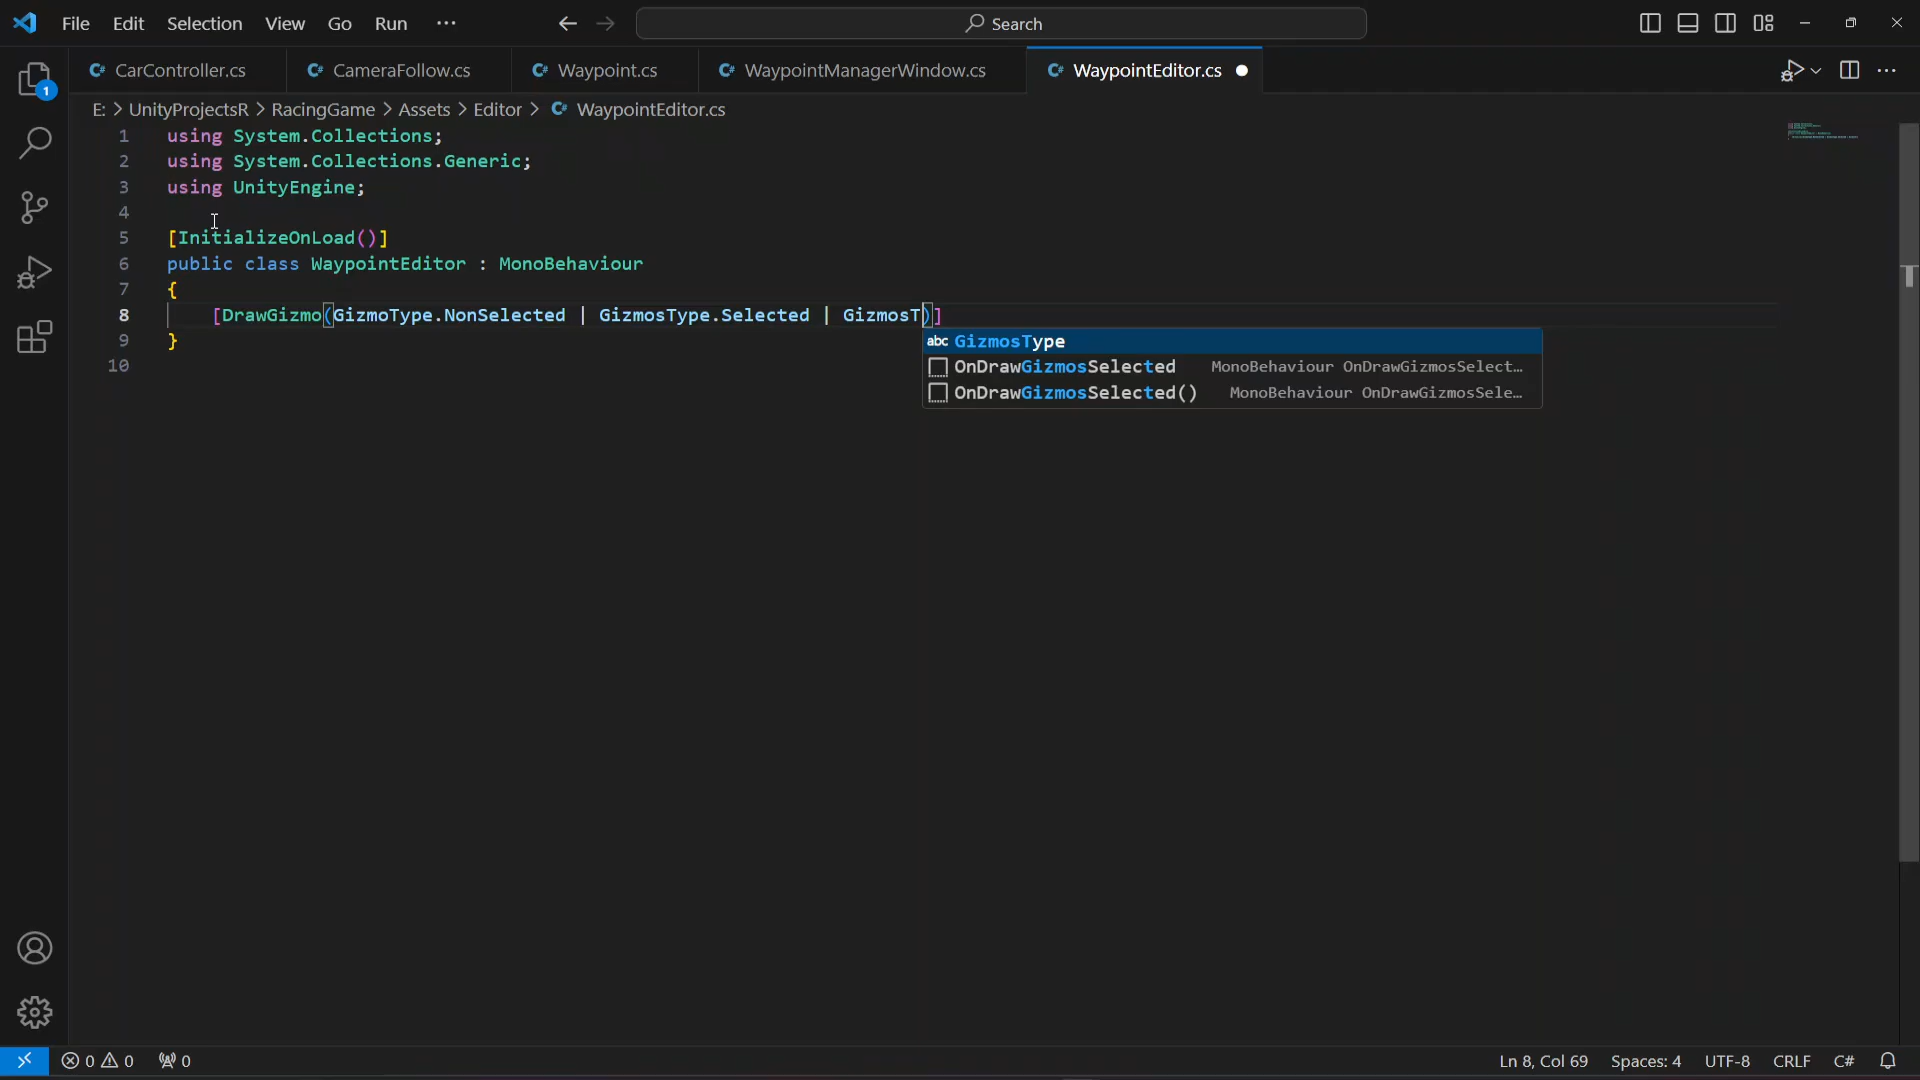 File Edit Selection View Go Run ··· Search
CarController.cs CameraFollow.cs Waypoint.cs WaypointManagerWindow.cs WaypointEditor.cs
1
E: > UnityProjectsR > RacingGame > Assets > Editor > WaypointEditor.cs
1 using System.Collections;
2 using System.Collections.Generic;
3 using UnityEngine;
4
5 [InitializeOnLoad()]
6 public class WaypointEditor : MonoBehaviour
7 {
8 [DrawGizmo(GizmoType.NonSelected | GizmosType.Selected | GizmosT)]
9 }
abc GizmosType
10
OnDrawGizmosSelected MonoBehaviour OnDrawGizmosSelect...
OnDrawGizmosSelected() MonoBehaviour OnDrawGizmosSele...
0 0 0 Ln 8, Col 69 Spaces: 4 UTF-8 CRLF C#